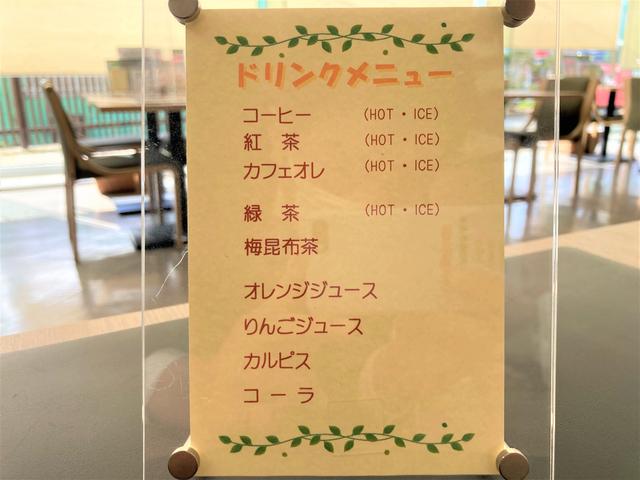 ドリンクメニュー
コーヒー (HOT・ICE)
紅 茶 (HOT・ICE)
カフェオレ (HOT・ICE)
緑 茶 (HOT・ICE)
梅昆布茶
オレンジジュース
りんごジュース
カルピス
コーラ